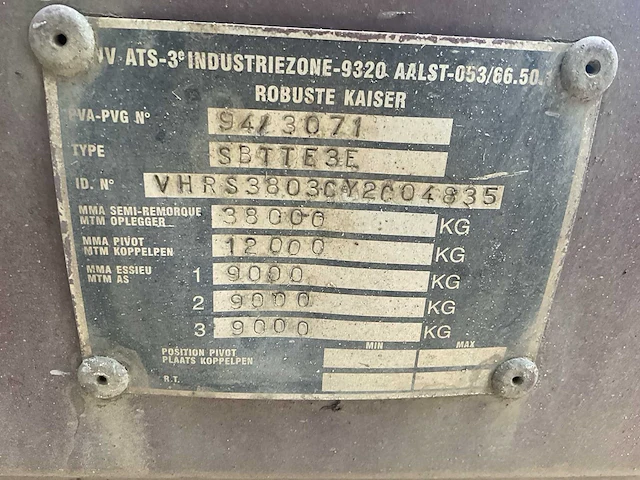 NV ATS-3e INDUSTRIEZONE-9320 AALST-053/66.50.
ROBUSTE KAISER
PVA-PVG N° 94/3071
TYPE SBTTE3E
ID. N° VHRS3803CY2C04835
MMA SEMI-REMORQUE
MTM OPLEGGER 38000 KG
MMA PIVOT
MTM KOPPELPEN 12000 KG
MMA ESSIEU
MTM AS 1 9000 KG
2 9000 KG
3 9000 KG
MIN MAX
POSITION PIVOT
PLAATS KOPPELPEN
R.T.